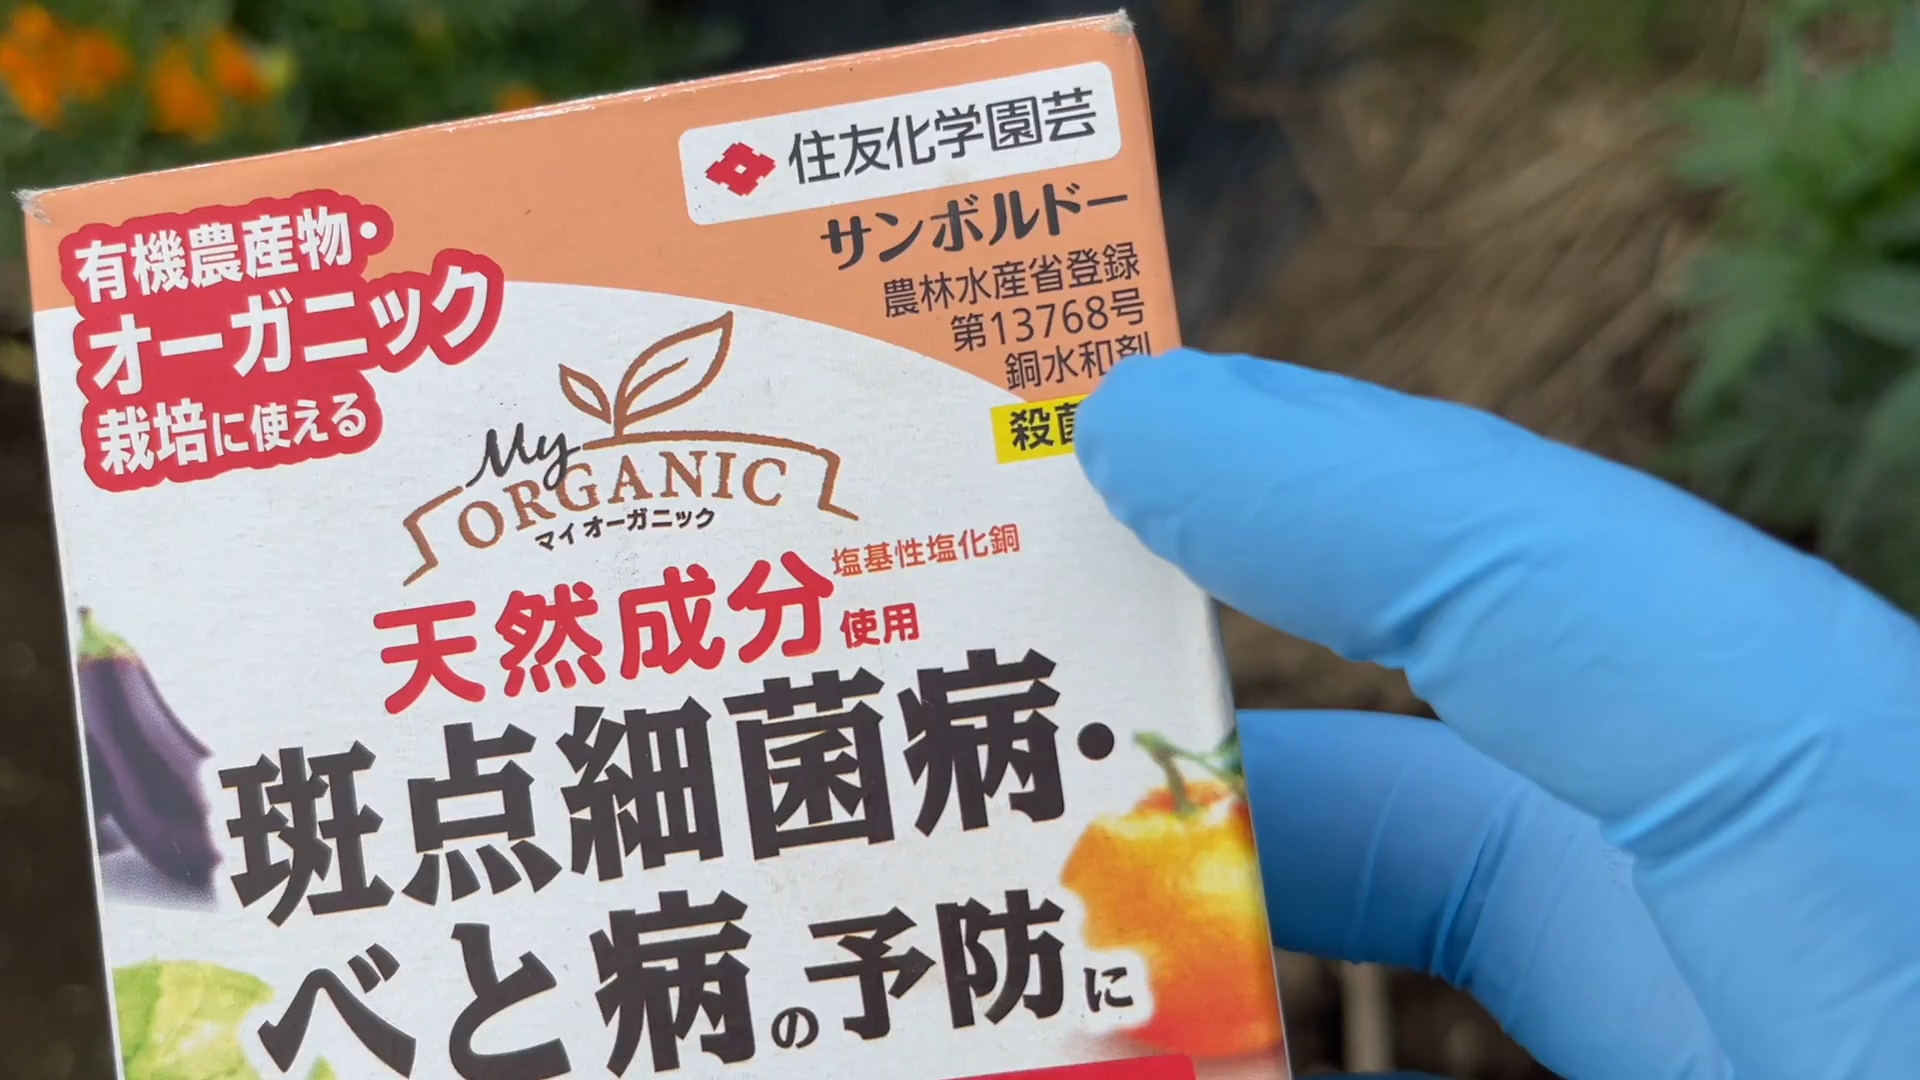 住友化学園芸
サンボルドー
農林水産省登録
第13768号
銅水和剤
殺菌
有機農産物・
オーガニック
栽培に使える
My
ORGANIC
マイオーガニック
塩基性塩化銅
天然成分使用
斑点細菌病・
べと病の予防に